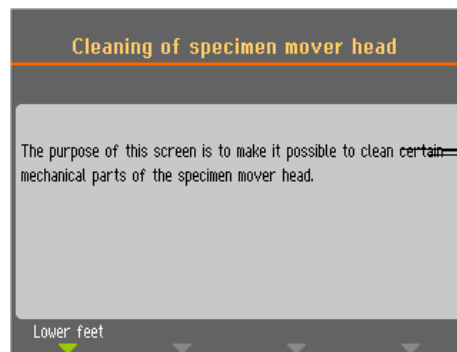 Cleaning of specimen mover head
The purpose of this screen is to make it possible to clean certain
mechanical parts of the specimen mover head.
Lower feet